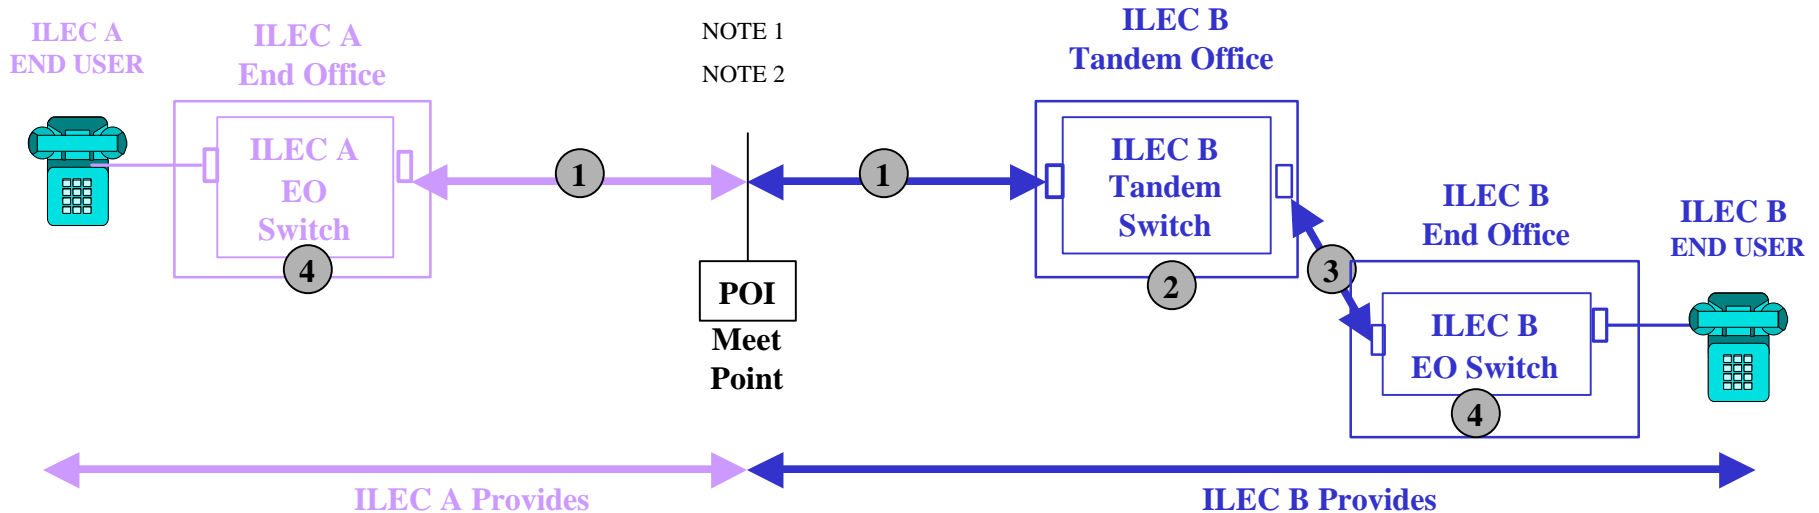 ILEC A
END USER
ILEC A
End Office
NOTE 1
NOTE 2
ILEC B
Tandem Office
ILEC A
EO
Switch
4
1
1
ILEC B
Tandem
Switch
2
3
ILEC B
End Office
ILEC B
EO Switch
4
ILEC B
END USER
POI
Meet
Point
ILEC A Provides
ILEC B Provides